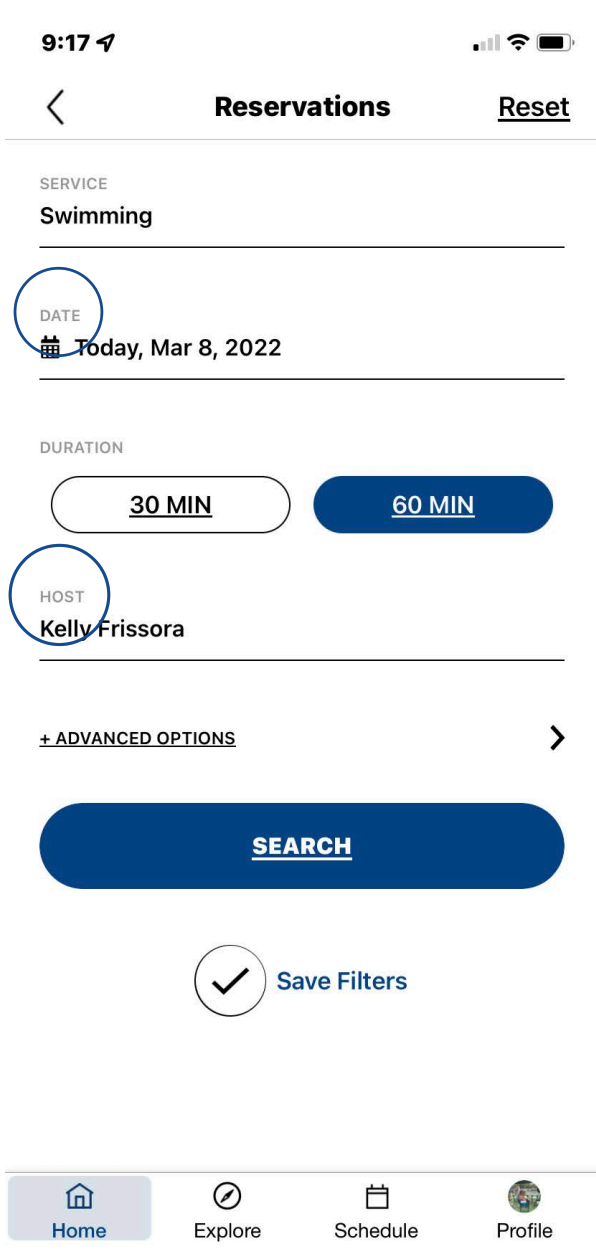 9:17
Reservations Reset
SERVICE
Swimming
DATE
Today, Mar 8, 2022
DURATION
30 MIN 60 MIN
HOST
Kelly Frissora
+ ADVANCED OPTIONS
SEARCH
Save Filters
Home Explore Schedule Profile